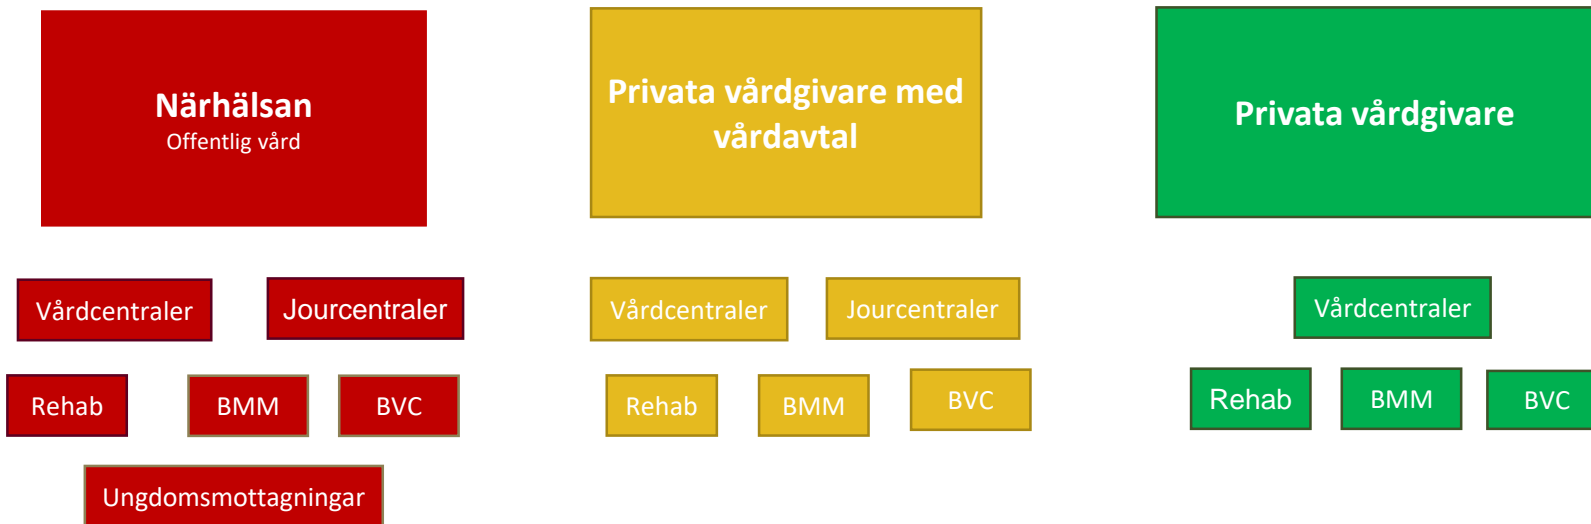 Närhälsan
Offentlig vård
Privata vårdgivare med
vårdavtal
Privata vårdgivare
Vårdcentraler
Jourcentraler
Rehab
BMM
BVC
Ungdomsmottagningar
Vårdcentraler
Jourcentraler
Rehab
BMM
BVC
Vårdcentraler
Rehab
BMM
BVC